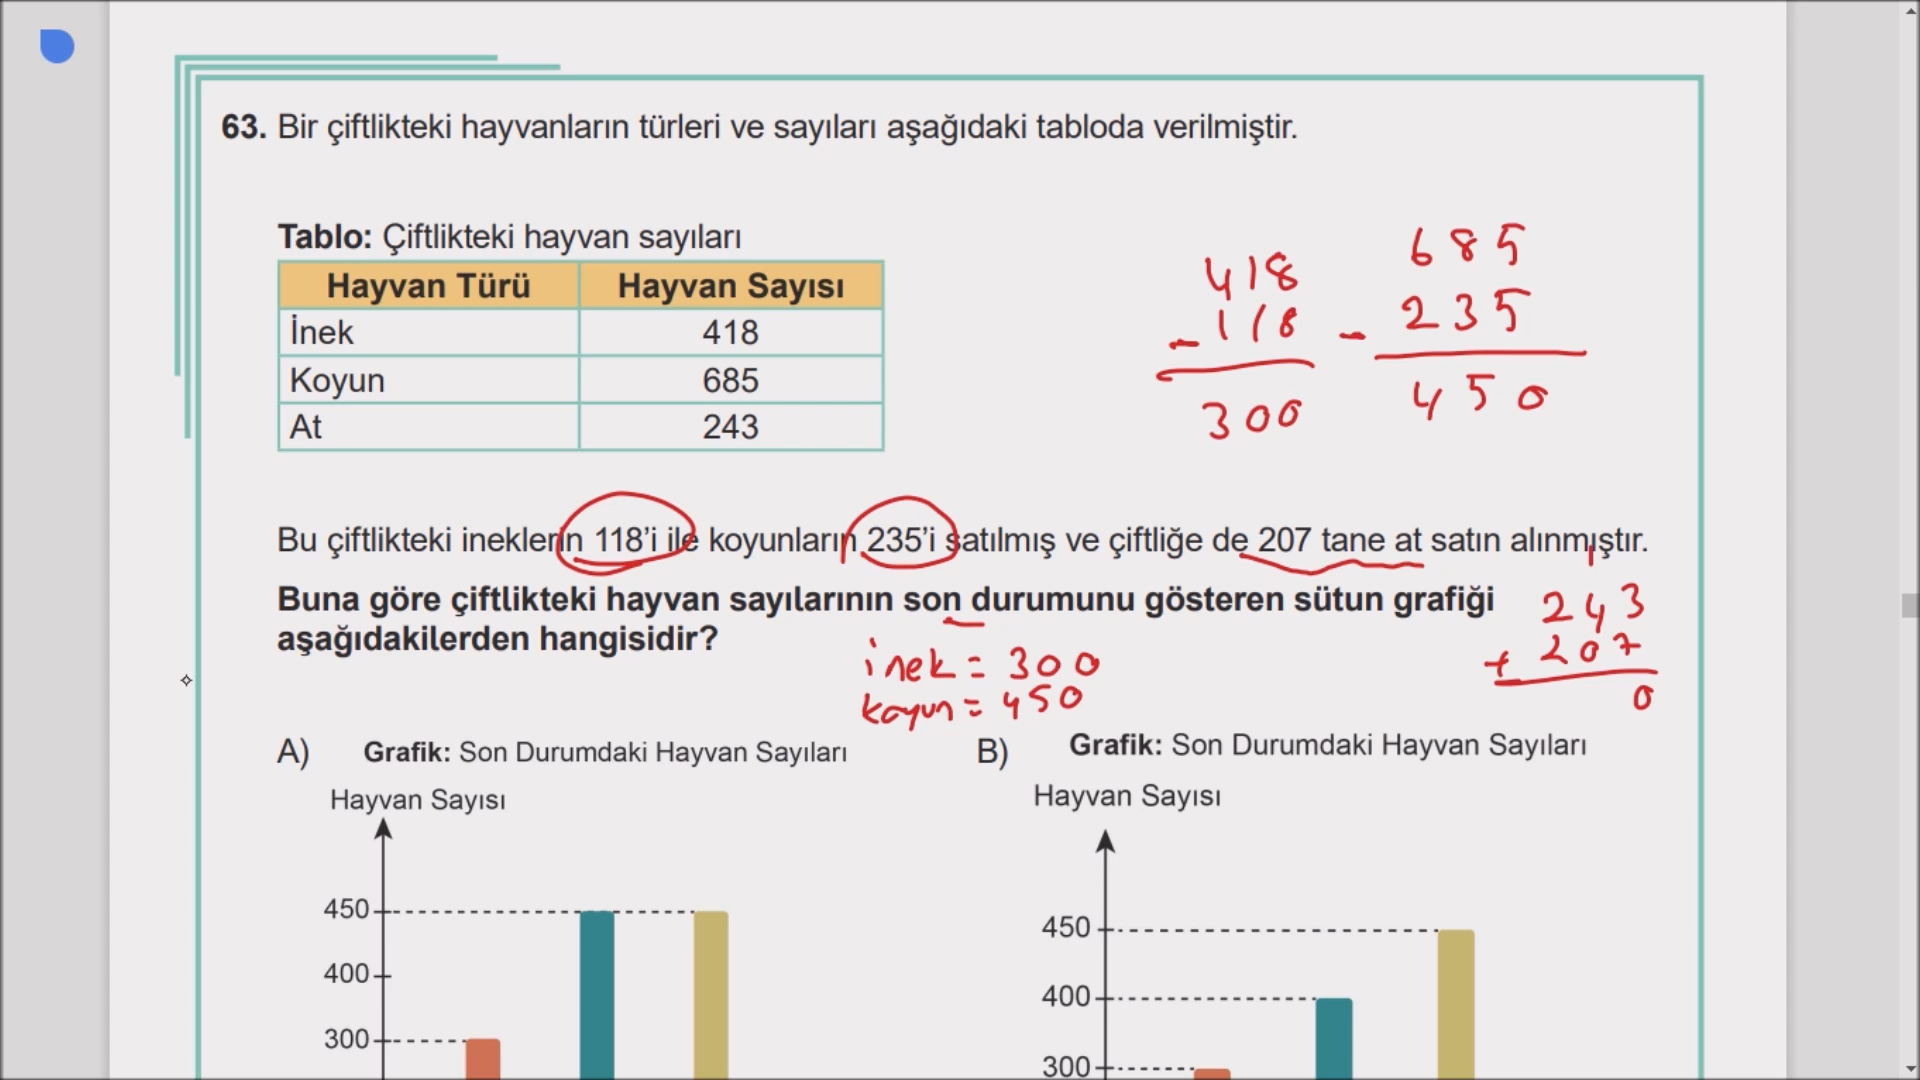 63. Bir çiftlikteki hayvanların türleri ve sayıları aşağıdaki tabloda verilmiştir.
Tablo: Çiftlikteki hayvan sayıları
Hayvan Türü Hayvan Sayısı
İnek 418
Koyun 685
At 243
418
- 118
300
685
- 235
450
Bu çiftlikteki ineklerin 118'i ile koyunların 235'i satılmış ve çiftliğe de 207 tane at satın alınmıştır.
Buna göre çiftlikteki hayvan sayılarının son durumunu gösteren sütun grafiği
aşağıdakilerden hangisidir?
inek = 300
koyun = 450
1
243
+ 207
0
A) Grafik: Son Durumdaki Hayvan Sayıları
Hayvan Sayısı
450
400
300
B) Grafik: Son Durumdaki Hayvan Sayıları
Hayvan Sayısı
450
400
300